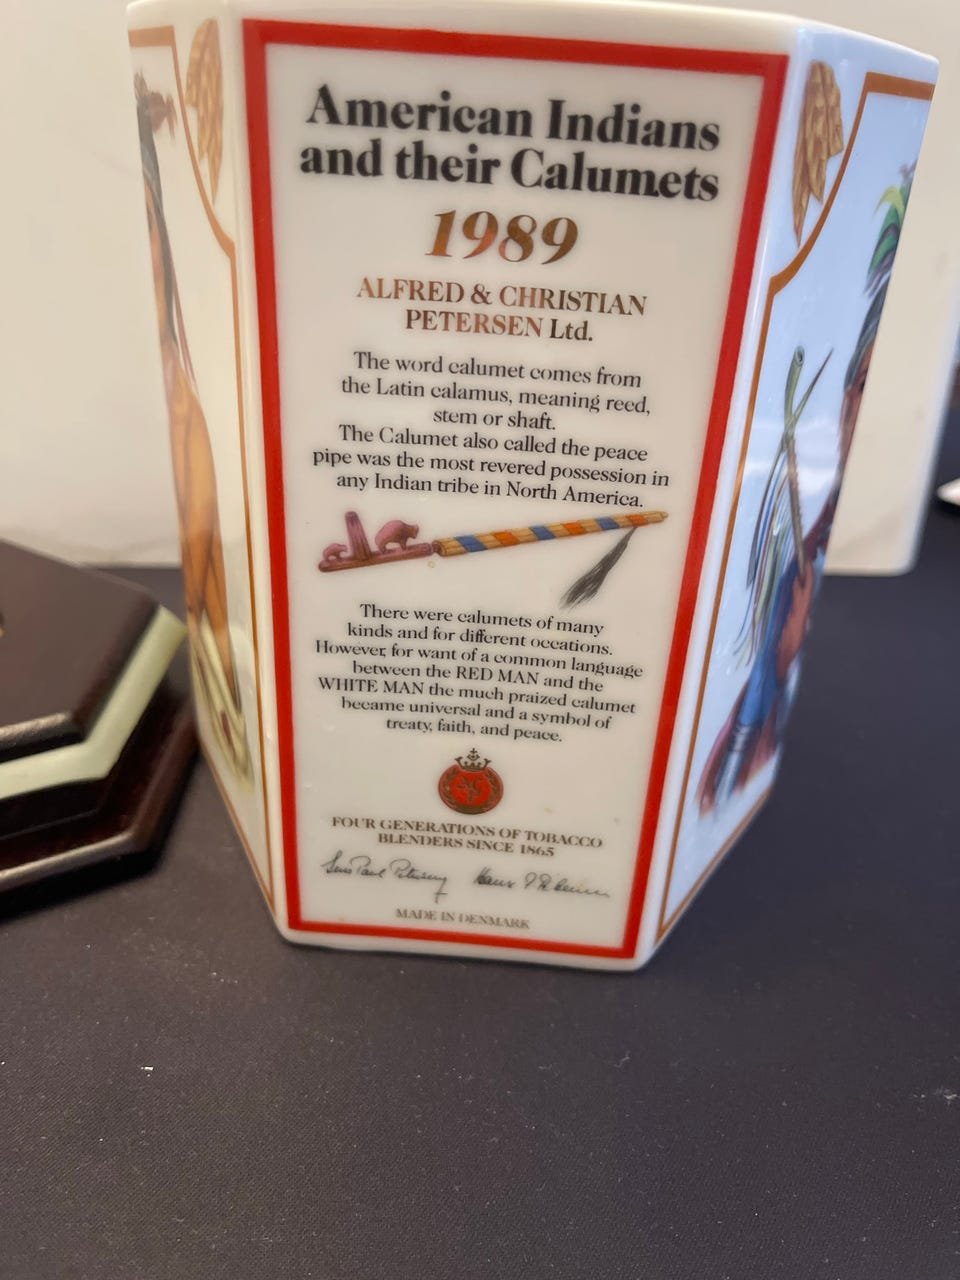 American Indians
and their Calumets
1989
ALFRED & CHRISTIAN
PETERSEN Ltd.
The word calumet comes from
the Latin calamus, meaning reed,
stem or shaft.
The Calumet also called the peace
pipe was the most revered possession in
any Indian tribe in North America.
There were calumets of many
kinds and for different occations.
However, for want of a common language
between the RED MAN and the
WHITE MAN the much praized calumet
became universal and a symbol of
treaty, faith, and peace.
FOUR GENERATIONS OF TOBACCO
BLENDERS SINCE 1865
MADE IN DENMARK